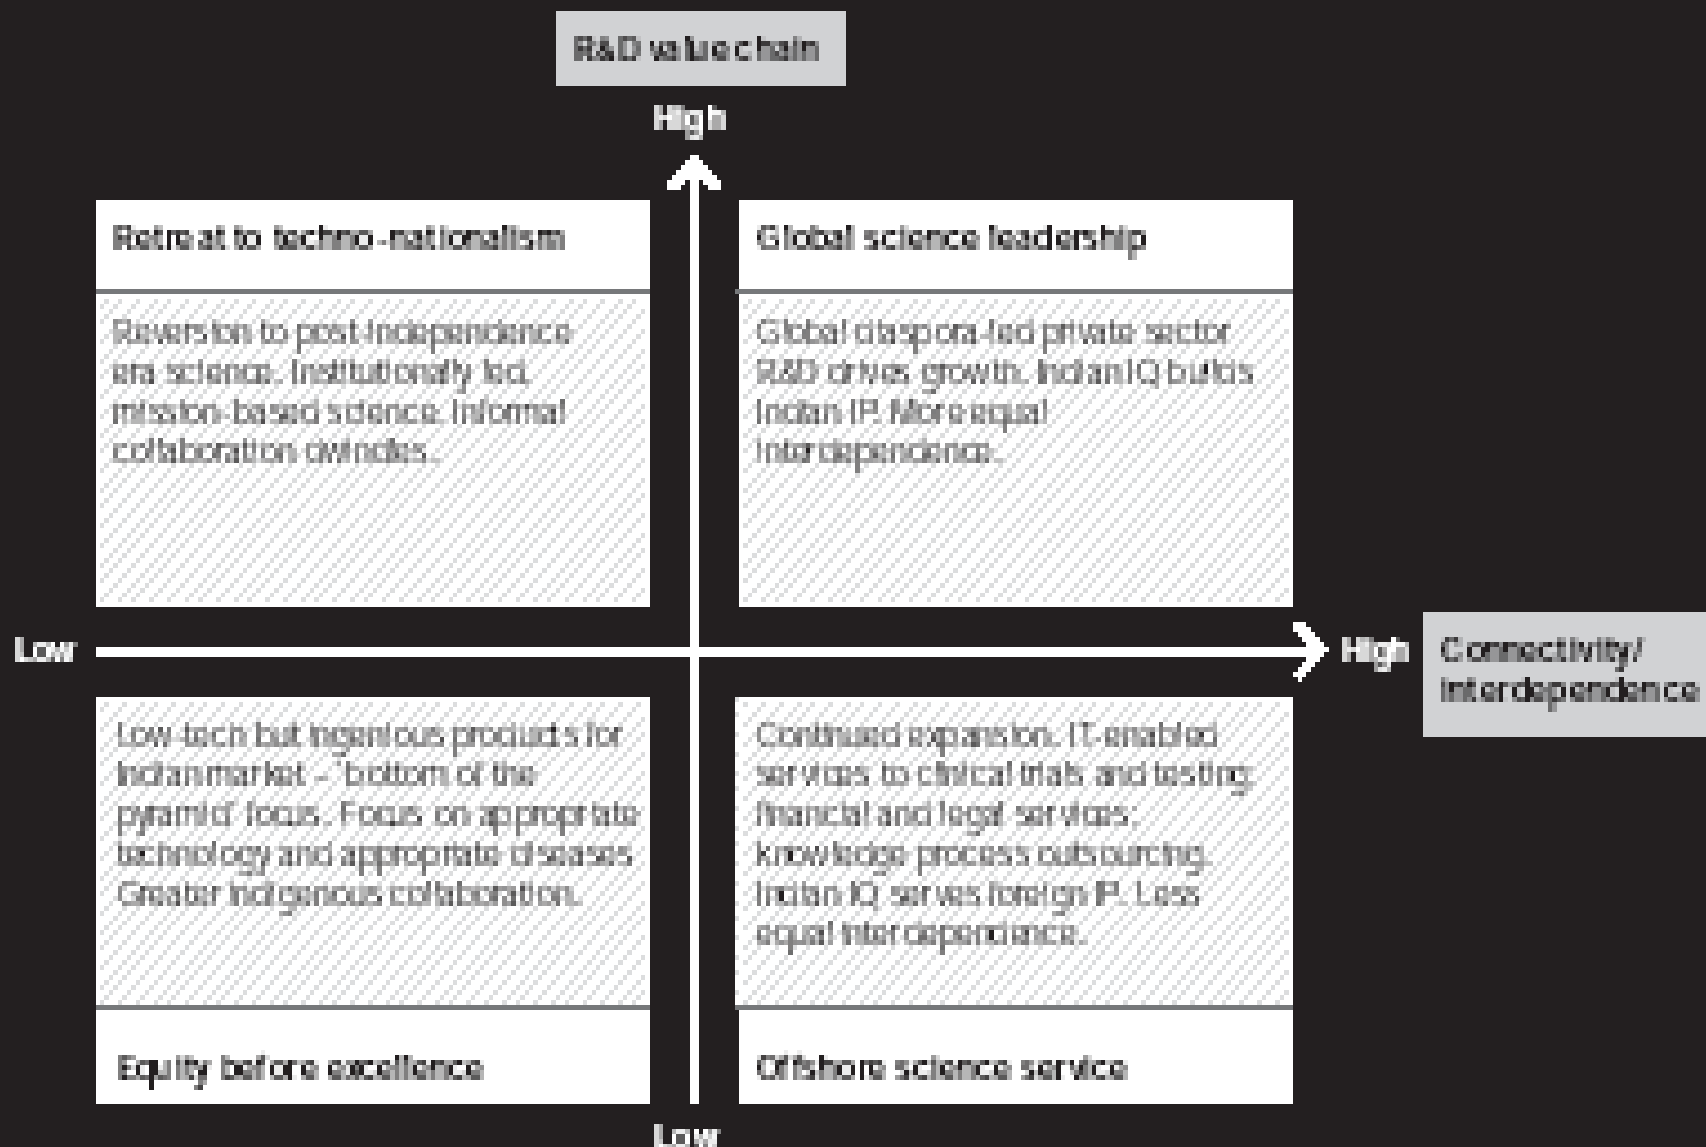 R&D value chain
High
Retreat to techno-nationalism
Reversion to post-Independence
era science. Institutionally led,
mission-based science. Informal
collaboration dwindles.
Global science leadership
Global diaspora-led private sector
R&D drives growth. Indian IQ builds
Indian IP. More equal
interdependence.
Low
High
Connectivity/
interdependence
Low-tech but ingenious products for
Indian market – 'bottom of the
pyramid' focus. Focus on appropriate
technology and appropriate diseases
Greater indigenous collaboration.
Equity before excellence
Continued expansion. IT-enabled
services to clinical trials and testing;
financial and legal services;
knowledge process outsourcing.
Indian IQ serves foreign IP. Less
equal interdependence.
Offshore science service
Low